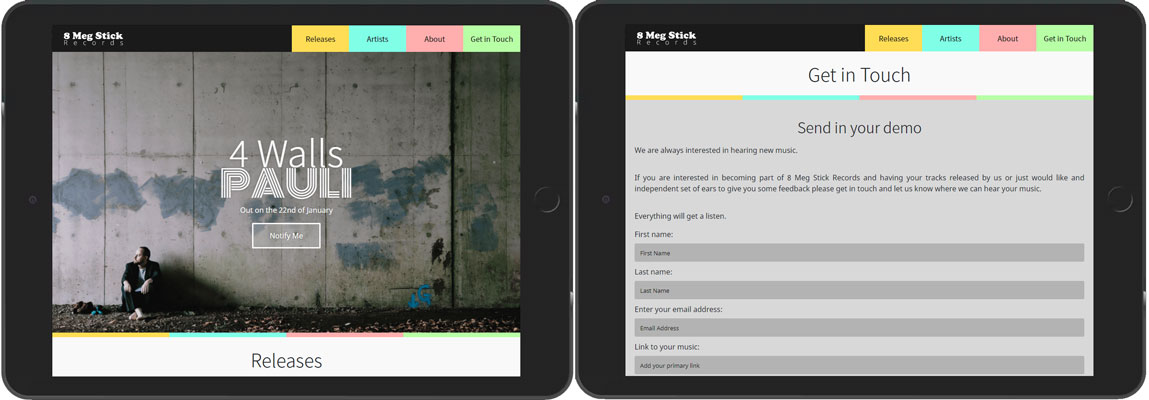 8 Meg Stick
Records
Releases
Artists
About
Get in Touch
4 Walls
PAULI
Out on the 22nd of January
Notify Me
Releases
8 Meg Stick
Records
Releases
Artists
About
Get in Touch
Get in Touch
Send in your demo
We are always interested in hearing new music.
If you are interested in becoming part of 8 Meg Stick Records and having your tracks released by us or just would like and
independent set of ears to give you some feedback please get in touch and let us know where we can hear your music.
Everything will get a listen.
First name:
First Name
Last name:
Last Name
Enter your email address:
Email Address
Link to your music:
Add your primary link